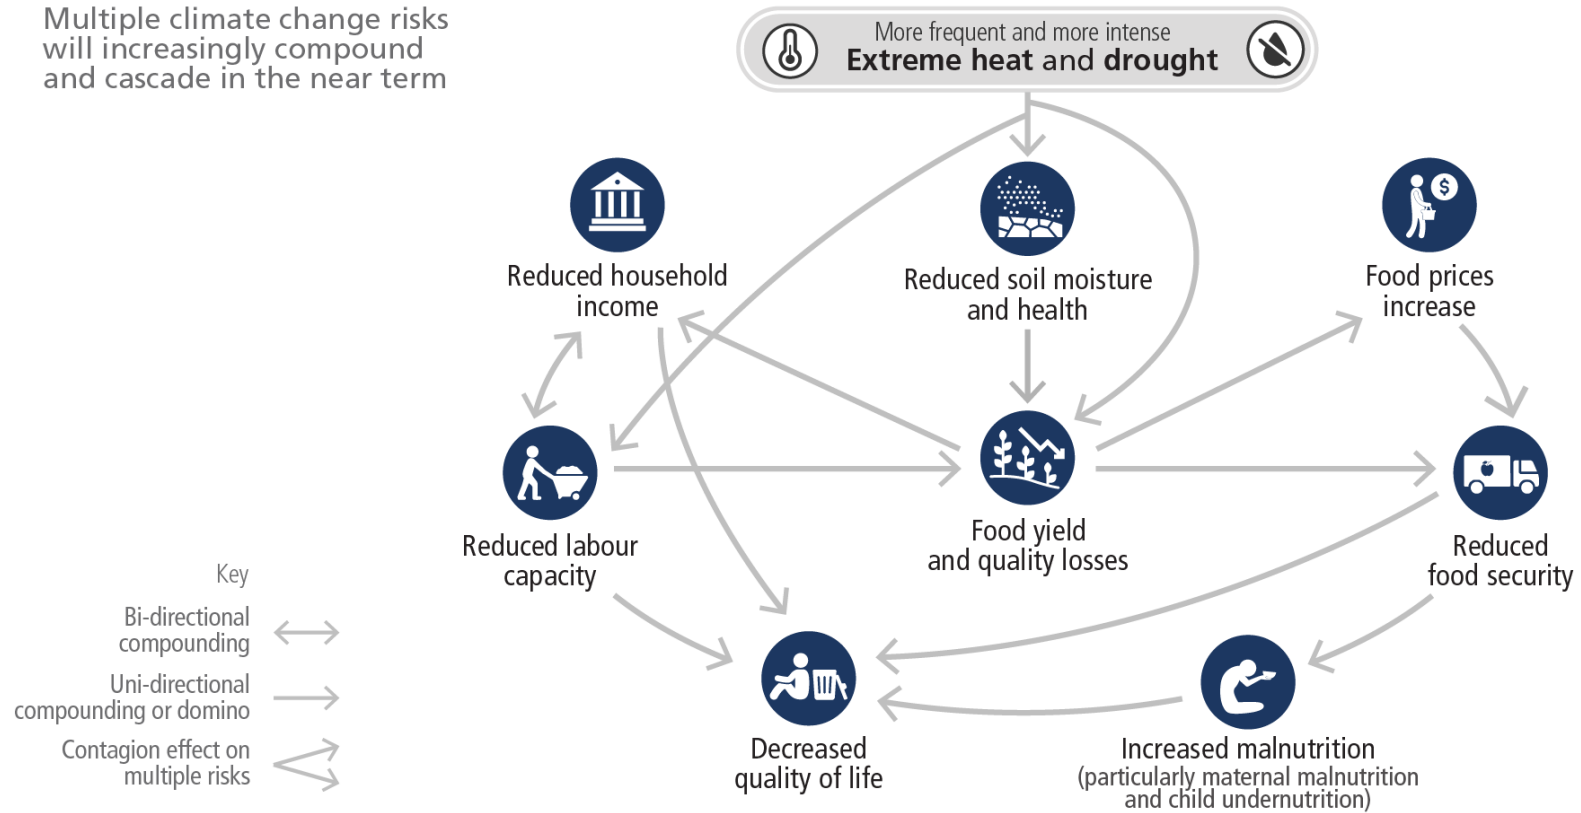 Multiple climate change risks
will increasingly compound
and cascade in the near term
More frequent and more intense
Extreme heat and drought
Reduced household
income
Reduced soil moisture
and health
$
Food prices
increase
Reduced labour
capacity
Food yield
and quality losses
Reduced
food security
Decreased
quality of life
Increased malnutrition
(particularly maternal malnutrition
and child undernutrition)
Key
Bi-directional
compounding
Uni-directional
compounding or domino
Contagion effect on
multiple risks